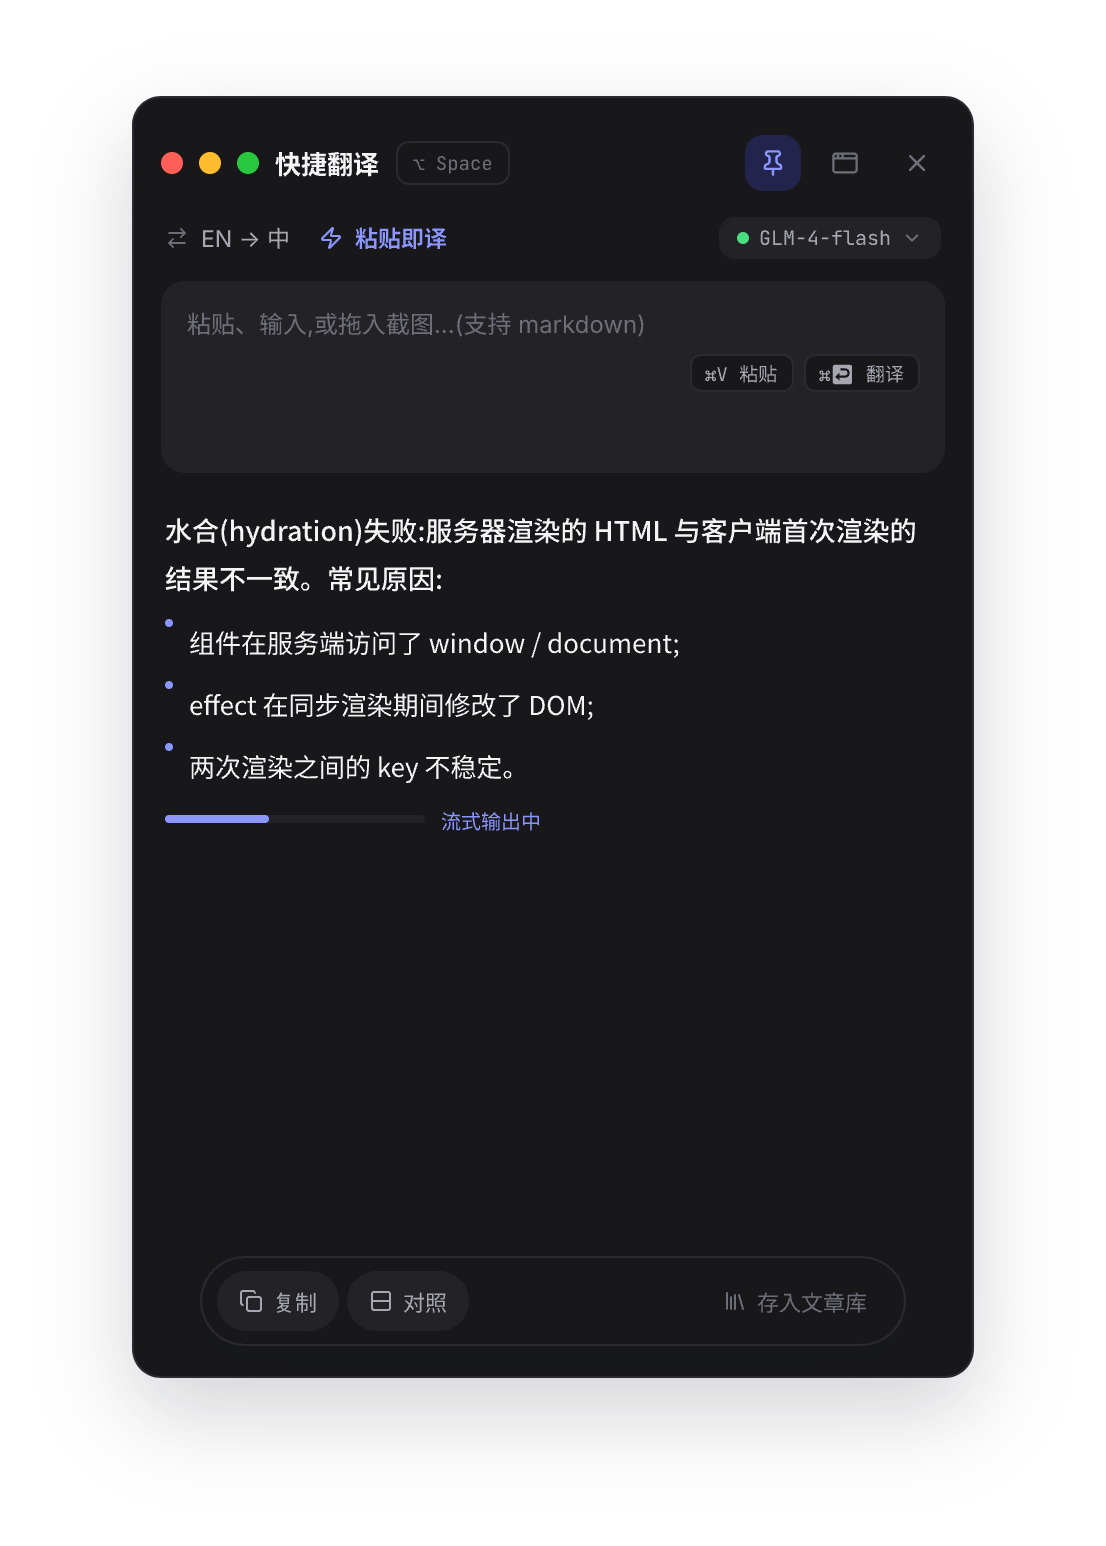 快捷翻译 ⌥ Space
EN → 中 粘贴即译 GLM-4-flash
粘贴、输入,或拖入截图...(支持 markdown)
⌘V 粘贴 ⌘↩ 翻译
水合(hydration)失败:服务器渲染的 HTML 与客户端首次渲染的
结果不一致。常见原因:
组件在服务端访问了 window / document;
effect 在同步渲染期间修改了 DOM;
两次渲染之间的 key 不稳定。
流式输出中
复制 对照 存入文章库